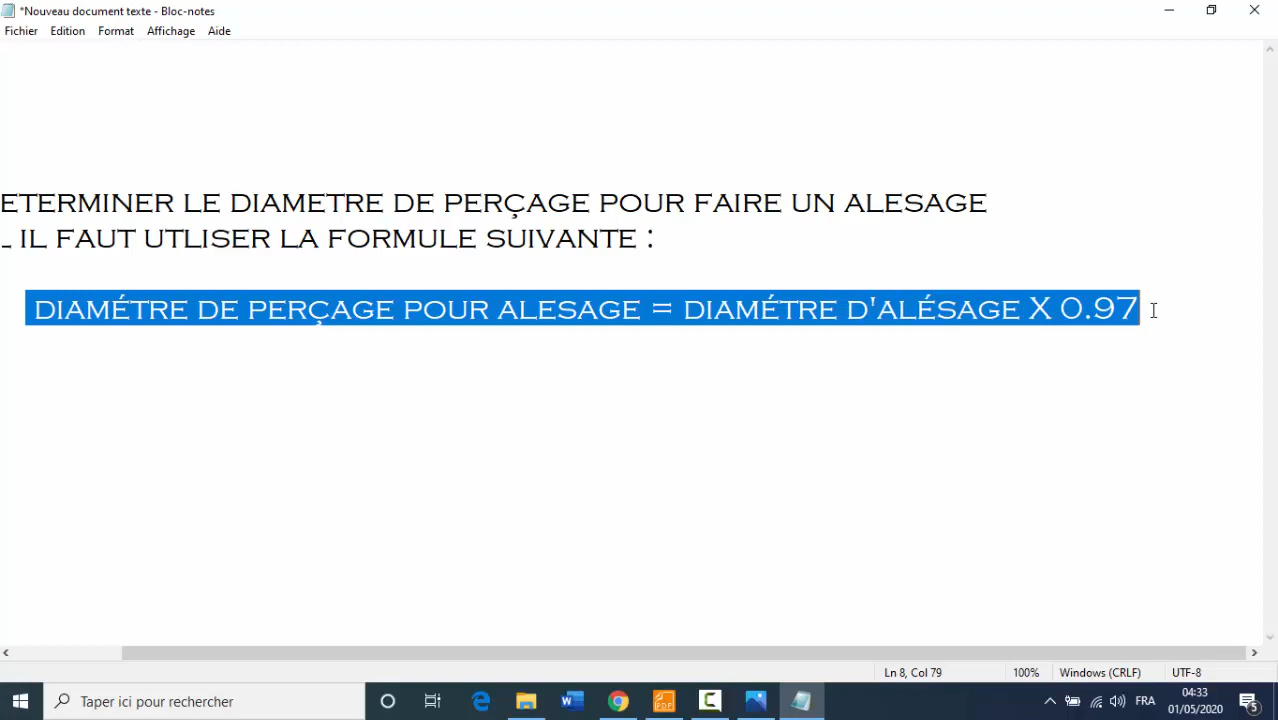 *Nouveau document texte - Bloc-notes
Fichier Edition Format Affichage Aide
ETERMINER LE DIAMETRE DE PERÇAGE POUR FAIRE UN ALESAGE
IL FAUT UTLISER LA FORMULE SUIVANTE :
DIAMÉTRE DE PERÇAGE POUR ALESAGE = DIAMÉTRE D'ALÉSAGE X 0.97
Ln 8, Col 79 100% Windows (CRLF) UTF-8
Taper ici pour rechercher
FRA
04:33
01/05/2020
5